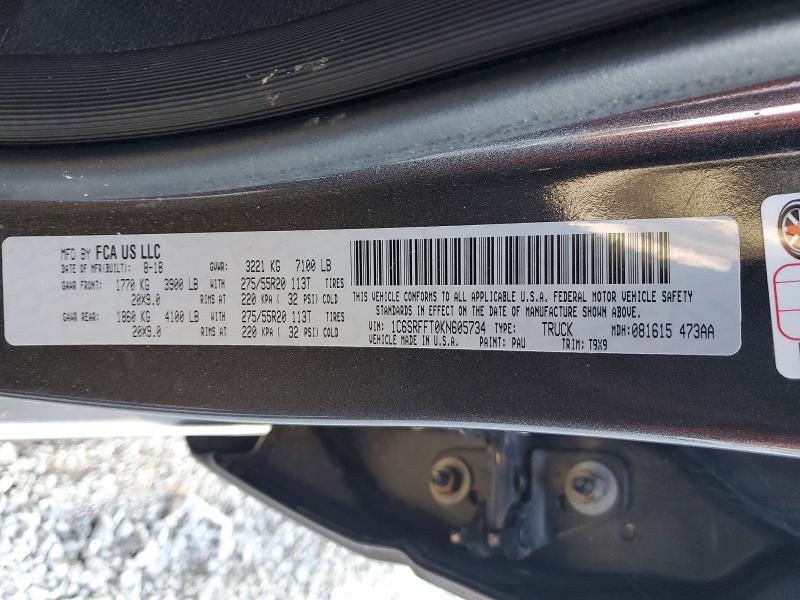 MFD BY FCA US LLC
DATE OF MFR(BUILT): 8-18 GVWR: 3221 KG 7100 LB
GAWR FRONT: 1770 KG 3900 LB WITH 275/55R20 113T TIRES
20X9.0 RIMS AT 220 KPA ( 32 PSI) COLD
GAWR REAR: 1860 KG 4100 LB WITH 275/55R20 113T TIRES
20X9.0 RIMS AT 220 KPA ( 32 PSI) COLD
THIS VEHICLE CONFORMS TO ALL APPLICABLE U.S.A. FEDERAL MOTOR VEHICLE SAFETY
STANDARDS IN EFFECT ON THE DATE OF MANUFACTURE SHOWN ABOVE.
VIN: 1C6SRFFT0KN605734 TYPE: TRUCK MDH: 081615 473AA
VEHICLE MADE IN U.S.A. PAINT: PAU TRIM: T9X9